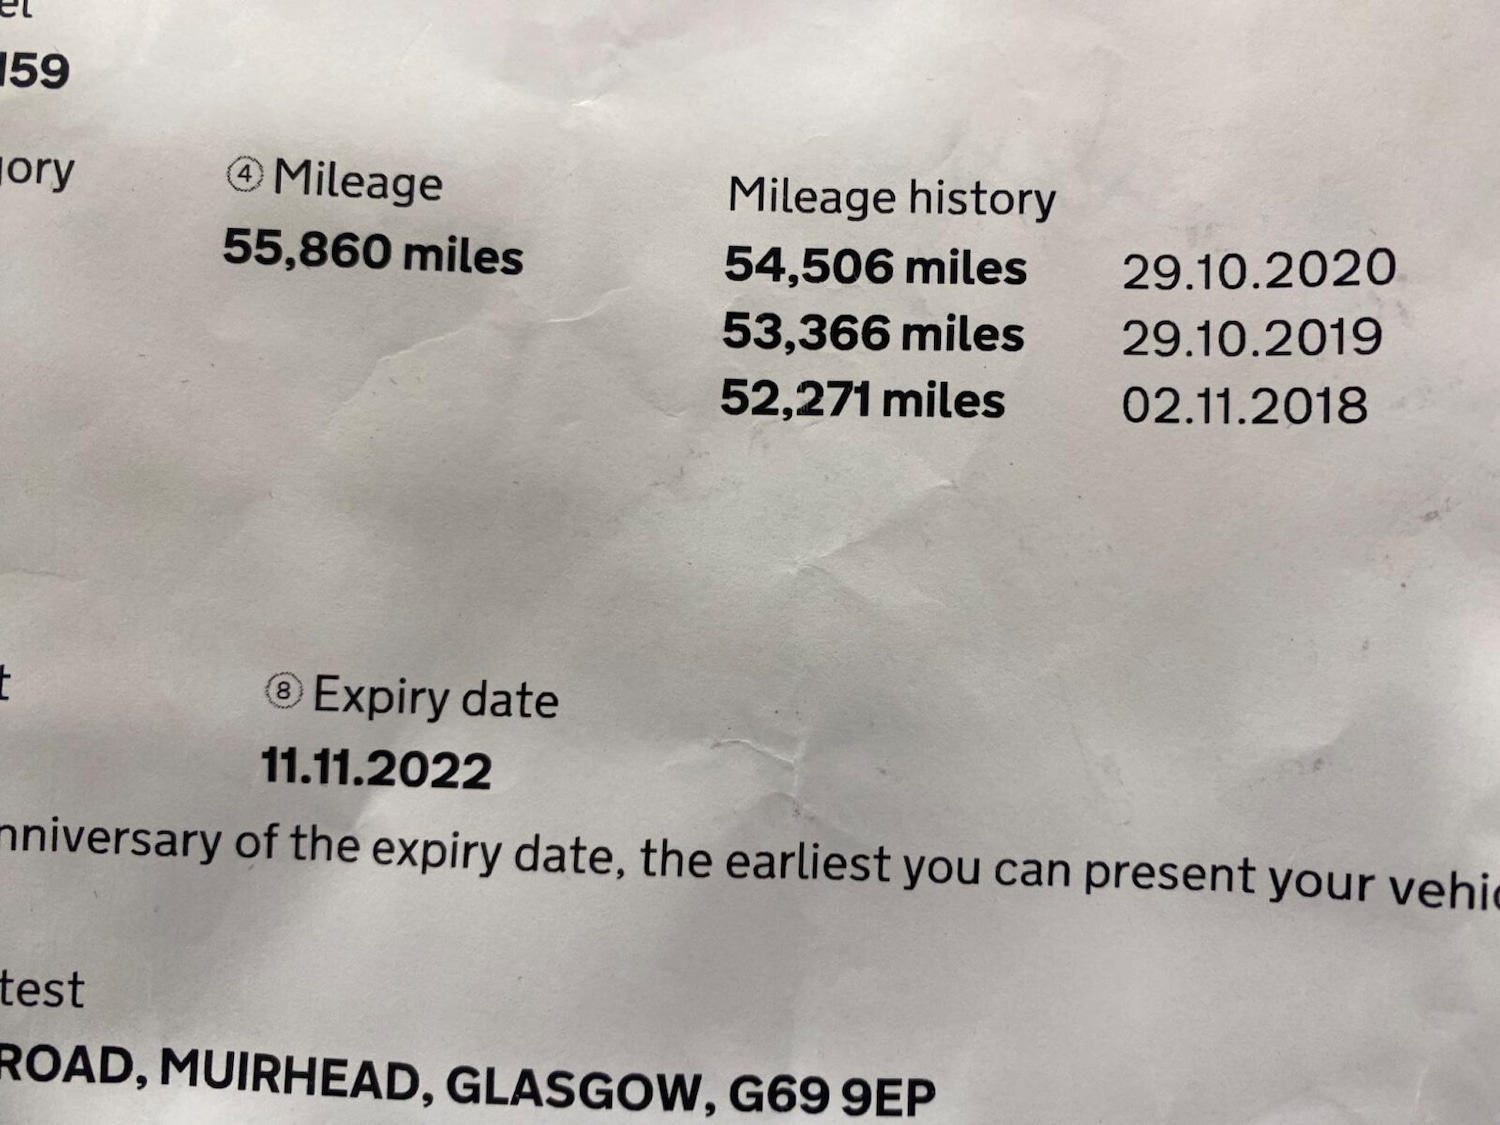 159
④ Mileage
55,860 miles
Mileage history
54,506 miles 29.10.2020
53,366 miles 29.10.2019
52,271 miles 02.11.2018
⑧ Expiry date
11.11.2022
nniversary of the expiry date, the earliest you can present your vehic
test
ROAD, MUIRHEAD, GLASGOW, G69 9EP